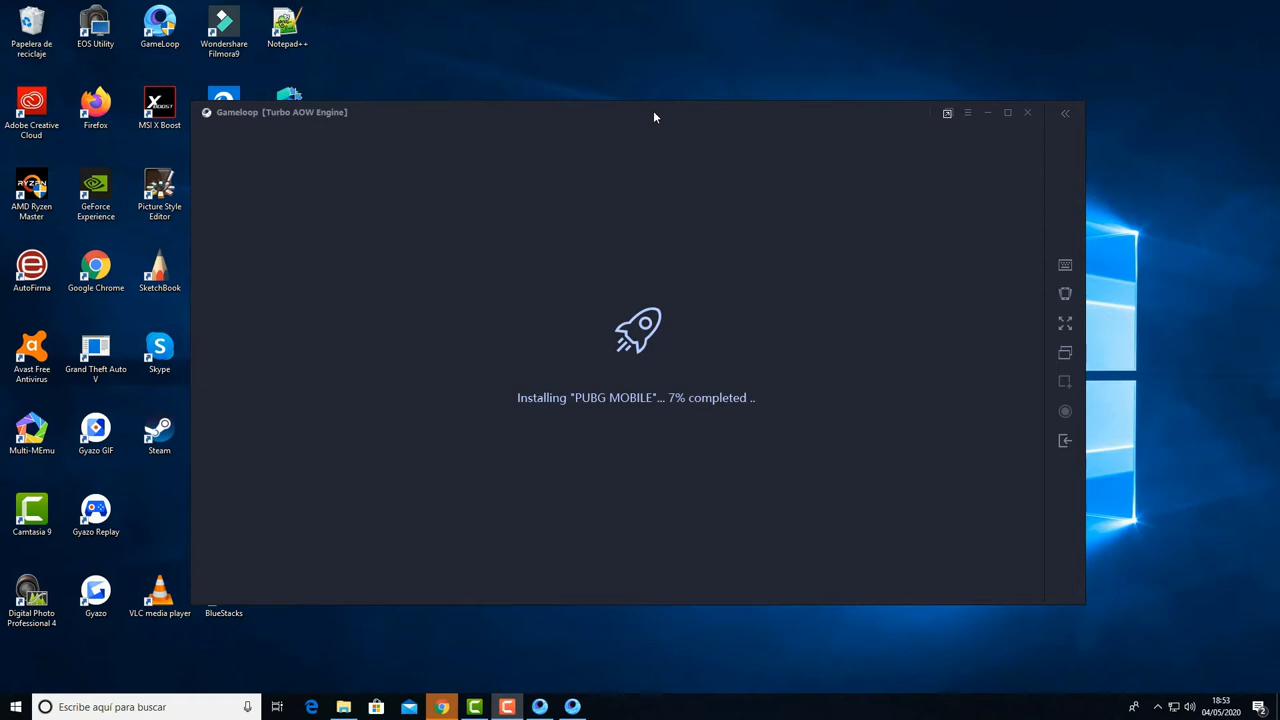 Papelera de
reciclaje
EOS Utility
GameLoop
Wondershare
Filmora9
Notepad++
Adobe Creative
Cloud
Firefox
MSI X Boost
AMD Ryzen
Master
GeForce
Experience
Picture Style
Editor
AutoFirma
Google Chrome
SketchBook
Avast Free
Antivirus
Grand Theft Auto
V
Skype
Multi-MEmu
Gyazo GIF
Steam
Camtasia 9
Gyazo Replay
Digital Photo
Professional 4
Gyazo
VLC media player
BlueStacks
Gameloop [Turbo AOW Engine]
Installing "PUBG MOBILE"... 7% completed ..
Escribe aquí para buscar
18:53
04/05/2020
2